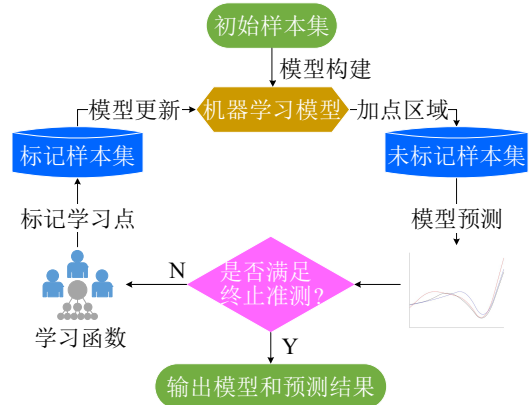 初始样本集
模型构建
模型更新
机器学习模型
加点区域
标记样本集
未标记样本集
标记学习点
模型预测
是否满足
终止准测?
N
学习函数
Y
输出模型和预测结果